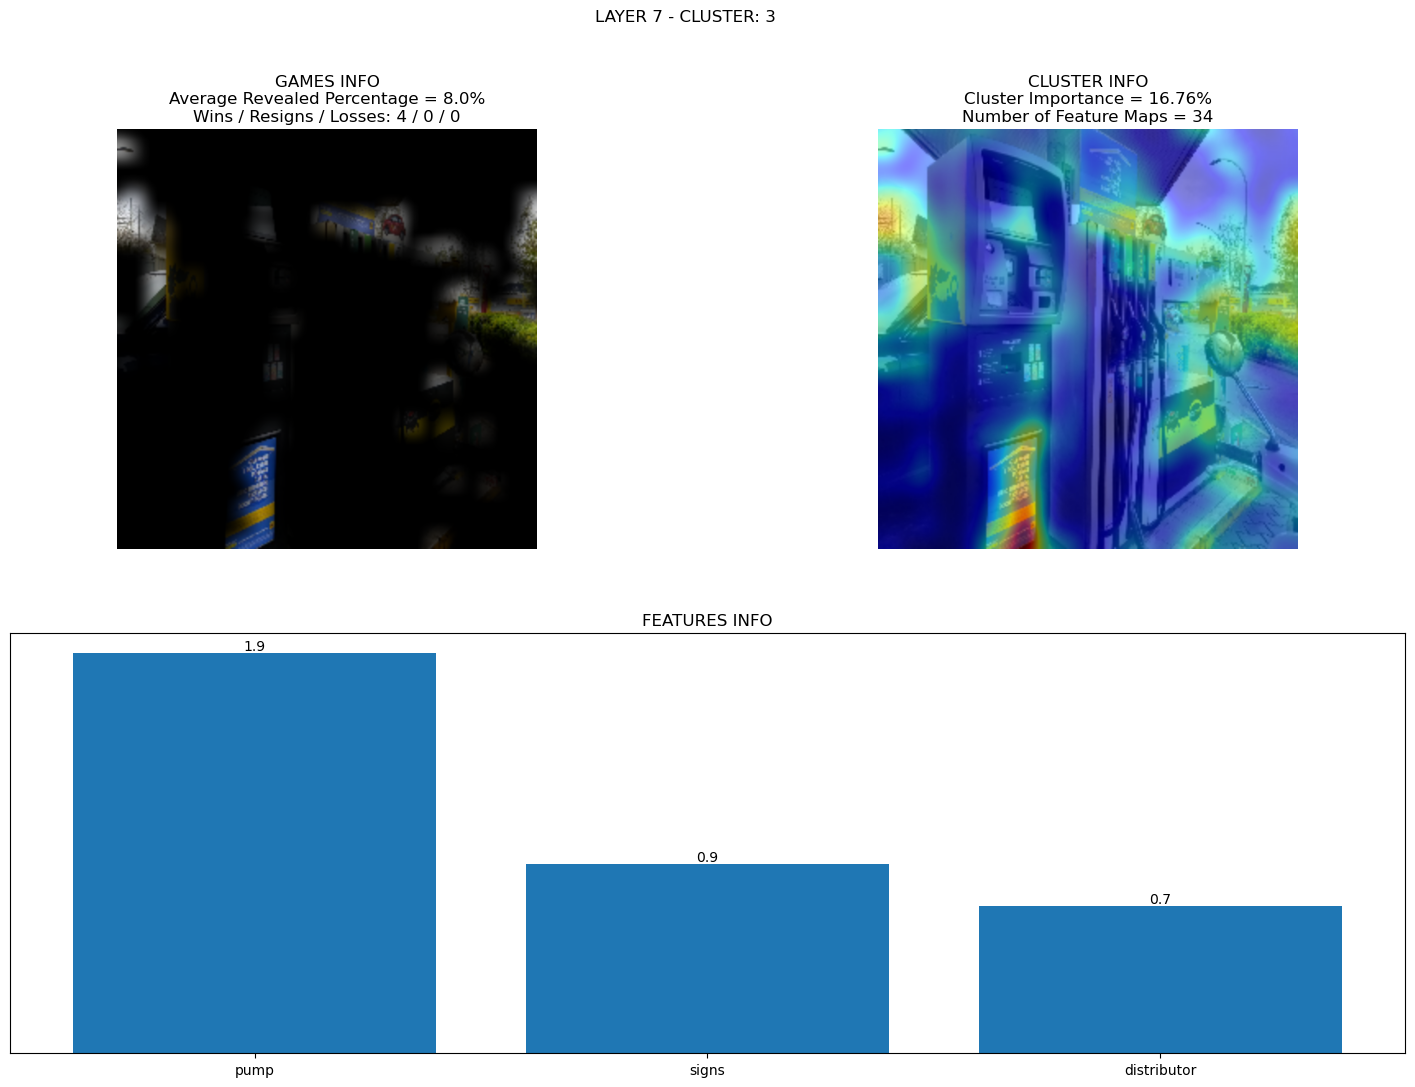 LAYER 7 - CLUSTER: 3
GAMES INFO
Average Revealed Percentage = 8.0%
Wins / Resigns / Losses: 4 / 0 / 0
CLUSTER INFO
Cluster Importance = 16.76%
Number of Feature Maps = 34
FEATURES INFO
1.9
0.9
0.7
pump
signs
distributor